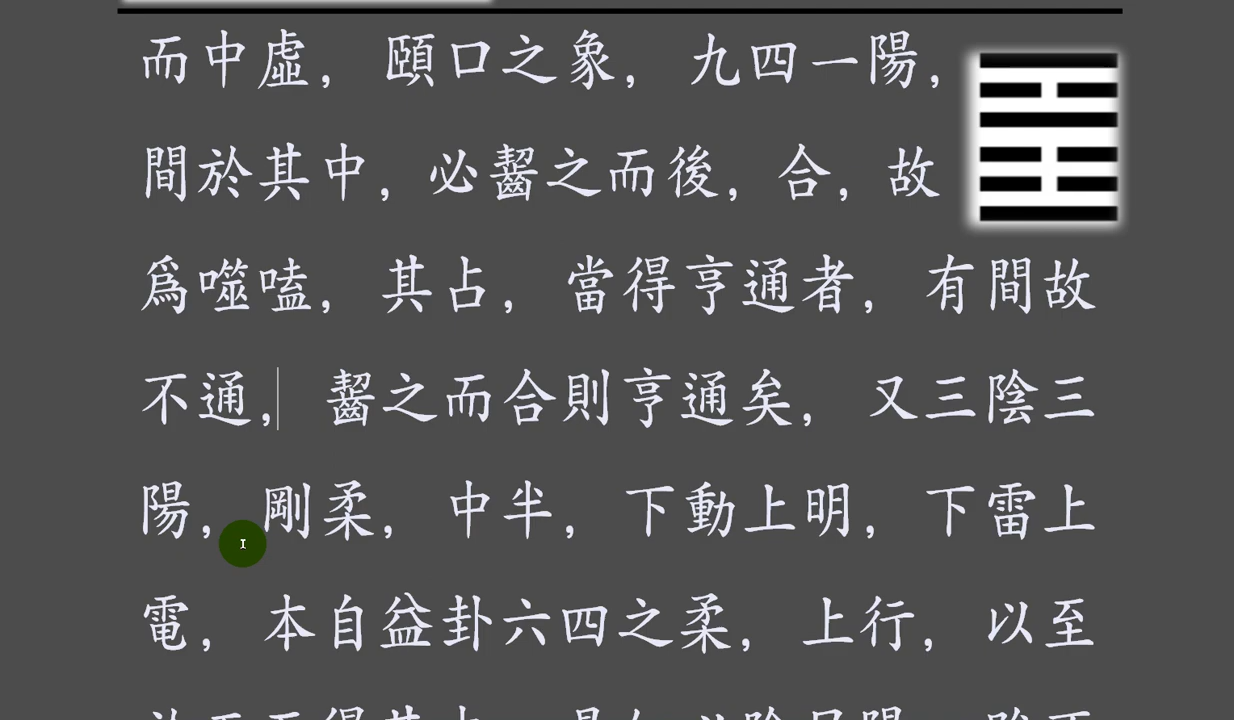 而中虛, 頤口之象, 九四一陽,
間於其中, 必齧之而後, 合, 故
爲噬嗑, 其占, 當得亨通者, 有間故
不通, 齧之而合則亨通矣, 又三陰三
陽, 剛柔, 中半, 下動上明, 下雷上
電, 本自益卦六四之柔, 上行, 以至